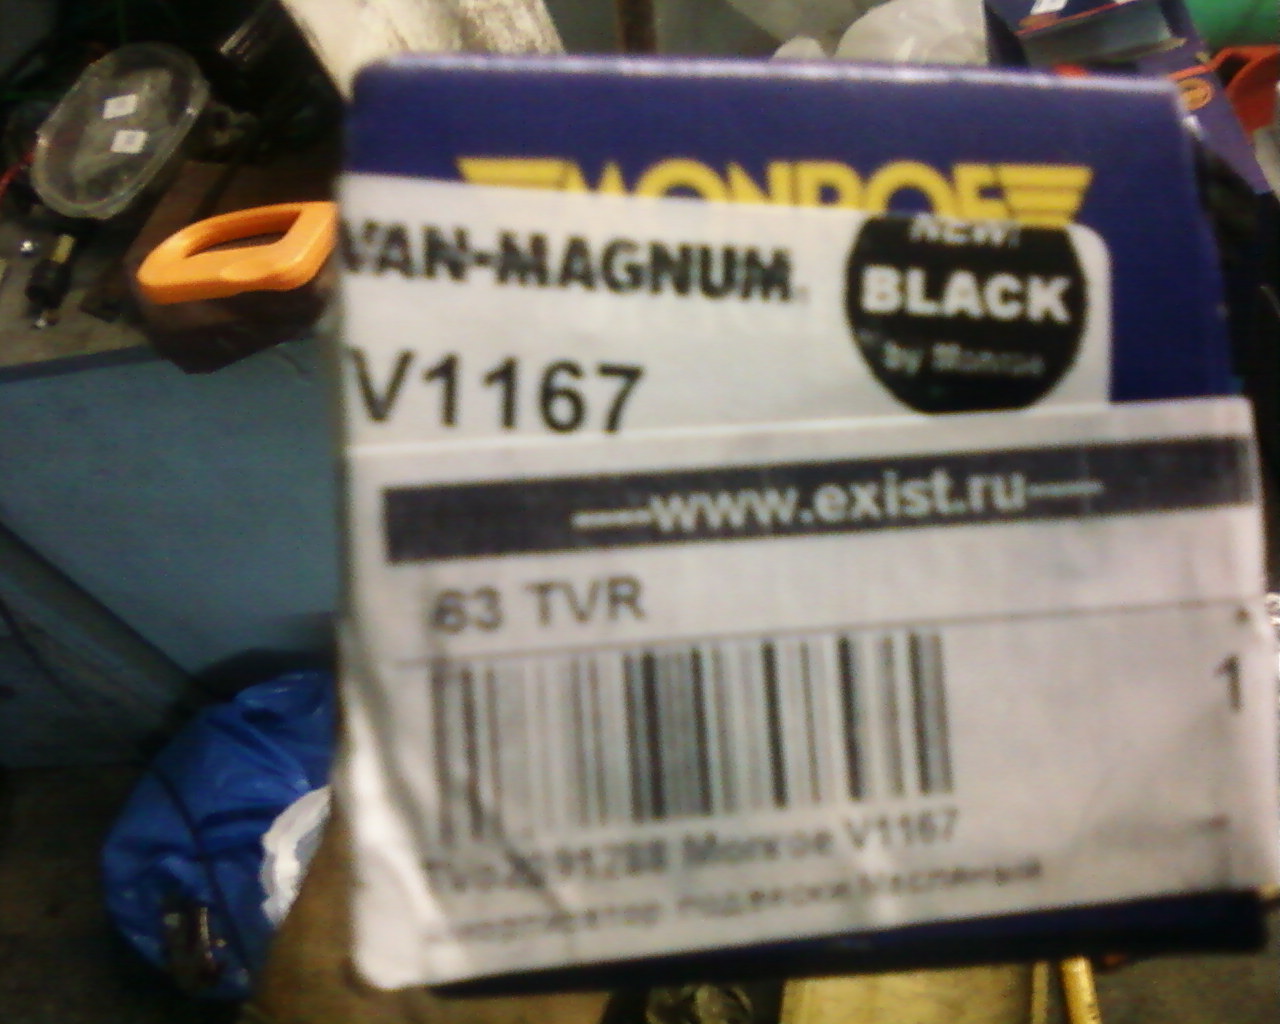 MONROE
VAN-MAGNUM
NEW!
BLACK
by Monroe
V1167
—www.exist.ru—
63 TVR
1
Monroe V1167